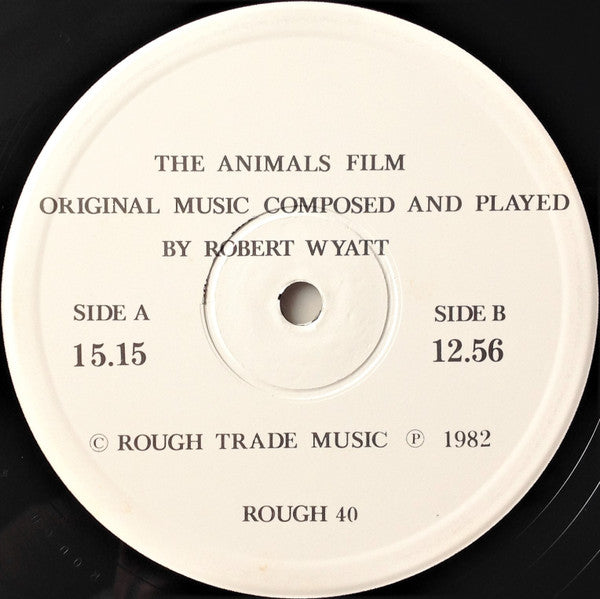 THE ANIMALS FILM
ORIGINAL MUSIC COMPOSED AND PLAYED
BY ROBERT WYATT
SIDE A SIDE B
15.15 12.56
© ROUGH TRADE MUSIC ℗ 1982
ROUGH 40